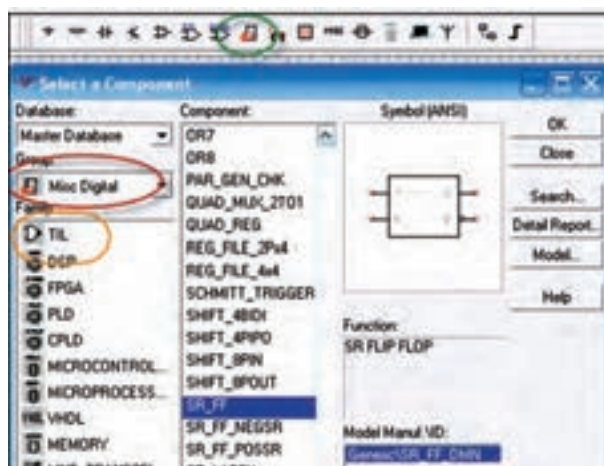 Select a Component
Database:
Master Database
Group:
Misc Digital
Family:
TIL
DSP
FPGA
PLD
CPLD
MICROCONTROL...
MICROPROCESS...
VHDL
MEMORY
Component:
OR7
OR8
PAR_GEN_CHK
QUAD_MUX_2TO1
QUAD_REG
REG_FILE_2Px4
REG_FILE_4x4
SCHMITT_TRIGGER
SHIFT_4BIDI
SHIFT_4PIPO
SHIFT_8PIN
SHIFT_8POUT
SR_FF
SR_FF_NEGSR
SR_FF_POSSR
Symbol (ANSI)
Function:
SR FLIP FLOP
Model Manuf.\ID:
Generic\SR_FF_DMN
OK
Close
Search...
Detail Report...
Model...
Help